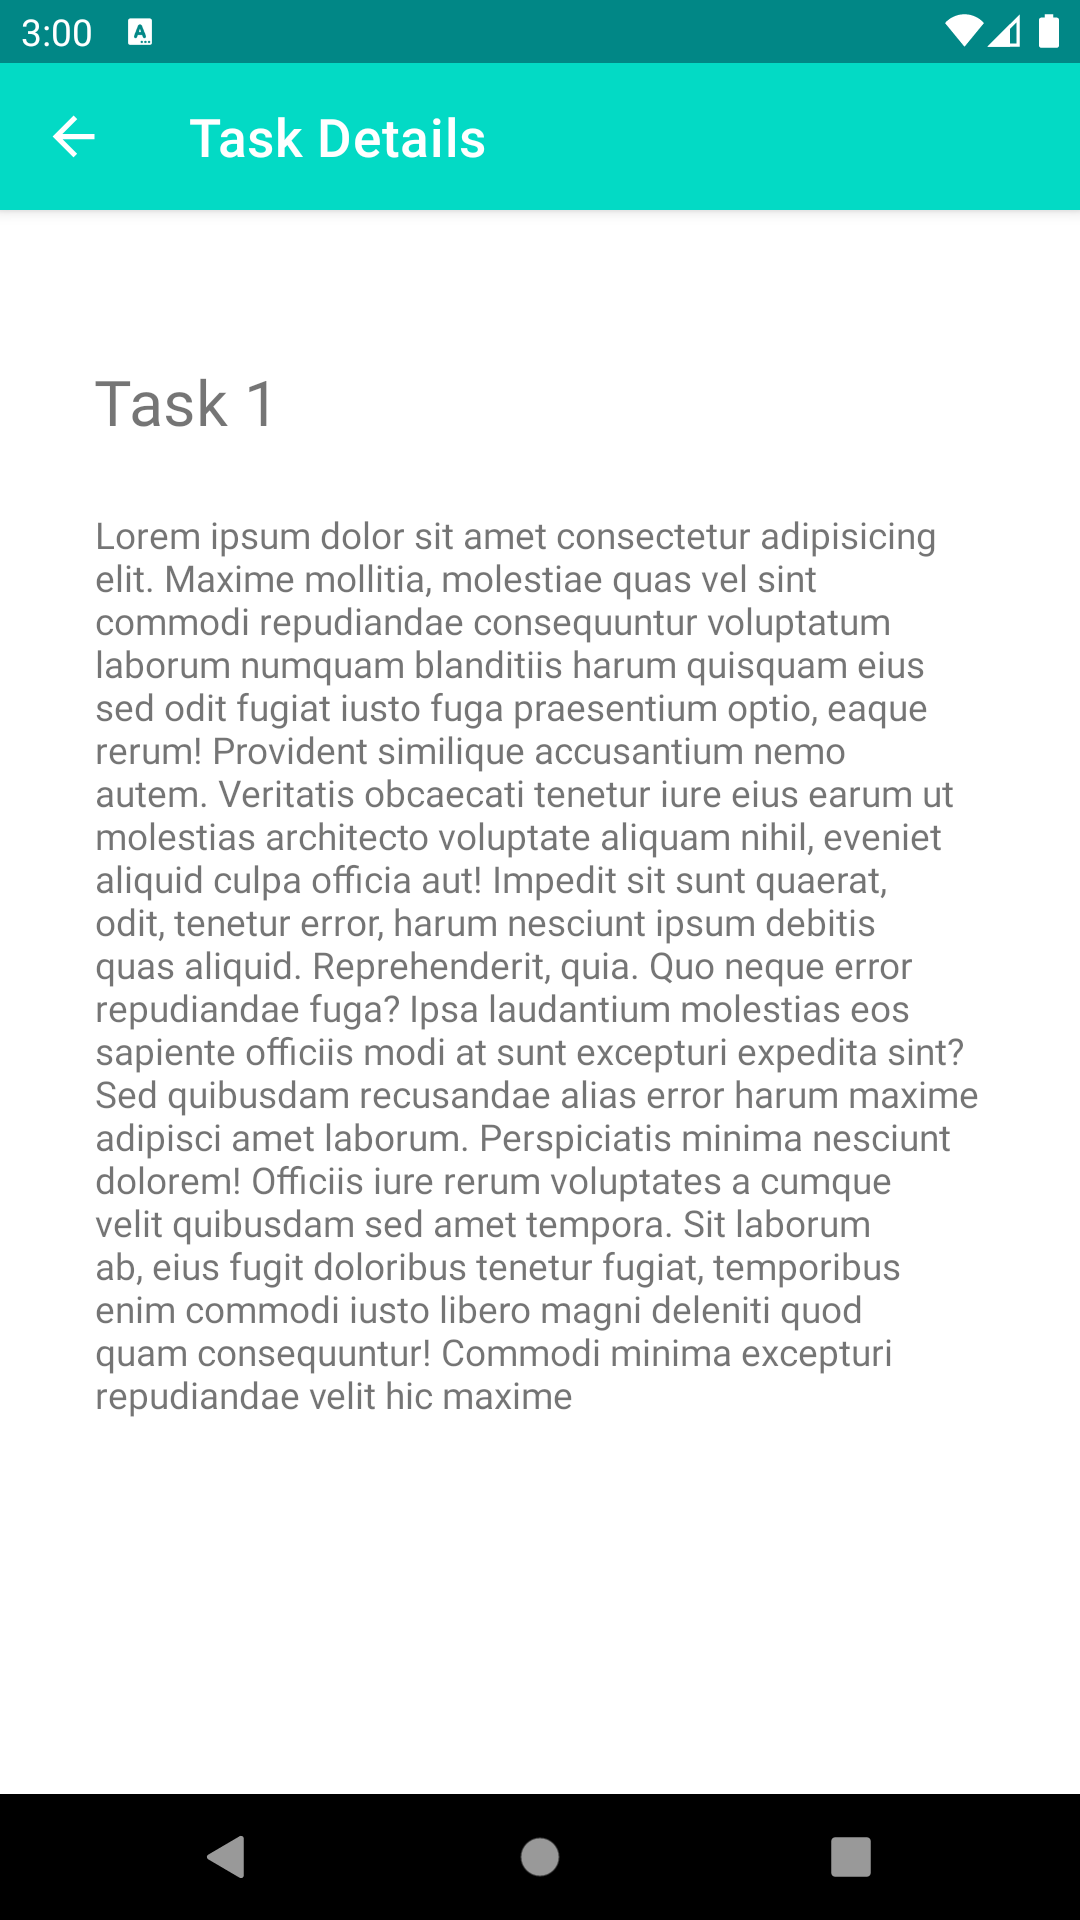 3:00
Task Details
Task 1
Lorem ipsum dolor sit amet consectetur adipisicing
elit. Maxime mollitia, molestiae quas vel sint
commodi repudiandae consequuntur voluptatum
laborum numquam blanditiis harum quisquam eius
sed odit fugiat iusto fuga praesentium optio, eaque
rerum! Provident similique accusantium nemo
autem. Veritatis obcaecati tenetur iure eius earum ut
molestias architecto voluptate aliquam nihil, eveniet
aliquid culpa officia aut! Impedit sit sunt quaerat,
odit, tenetur error, harum nesciunt ipsum debitis
quas aliquid. Reprehenderit, quia. Quo neque error
repudiandae fuga? Ipsa laudantium molestias eos
sapiente officiis modi at sunt excepturi expedita sint?
Sed quibusdam recusandae alias error harum maxime
adipisci amet laborum. Perspiciatis minima nesciunt
dolorem! Officiis iure rerum voluptates a cumque
velit quibusdam sed amet tempora. Sit laborum
ab, eius fugit doloribus tenetur fugiat, temporibus
enim commodi iusto libero magni deleniti quod
quam consequuntur! Commodi minima excepturi
repudiandae velit hic maxime